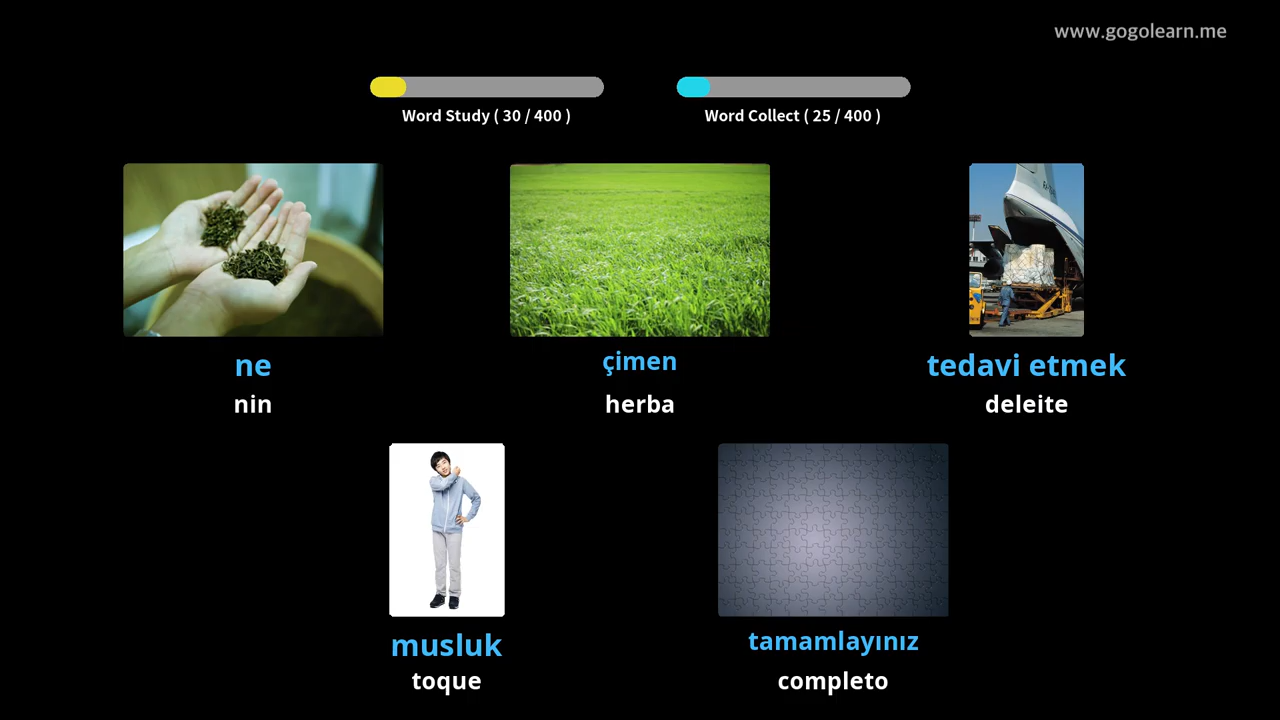 www.gogolearn.me
Word Study ( 30 / 400 )
Word Collect ( 25 / 400 )
ne
nin
çimen
herba
tedavi etmek
deleite
musluk
toque
tamamlayınız
completo